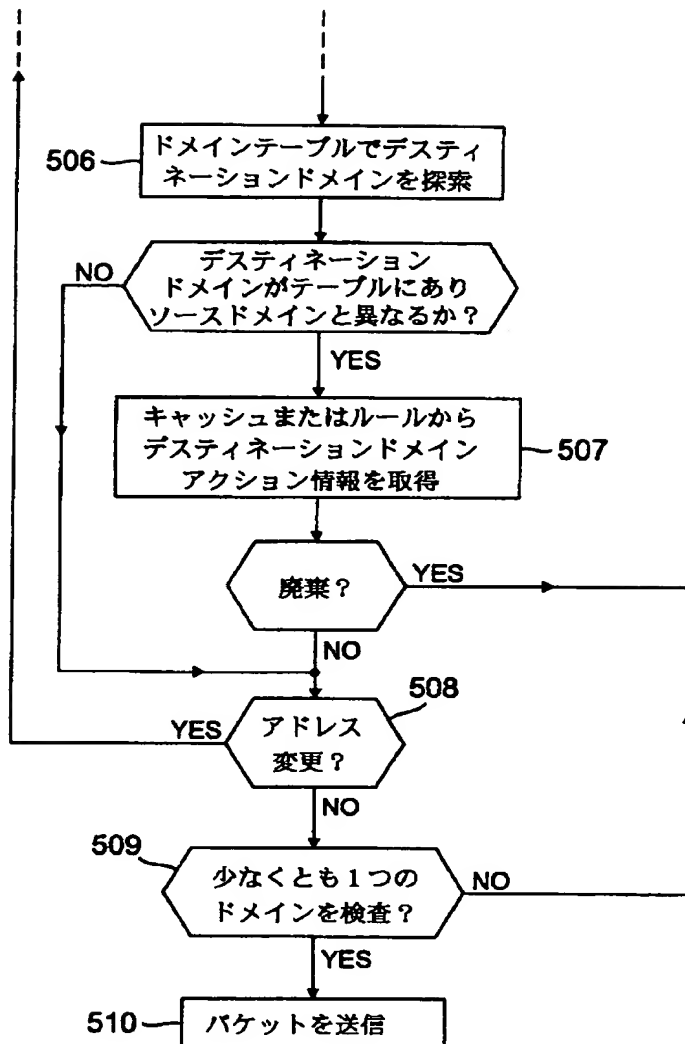 506
ドメインテーブルでデスティ
ネーションドメインを探索
デスティネーション
NO
ドメインがテーブルにあり
ソースドメインと異なるか？
YES
キャッシュまたはルールから
デスティネーションドメイン
507
アクション情報を取得
廃棄？
YES
NO
508
YES
アドレス
変更？
NO
509
少なくとも１つの
NO
ドメインを検査？
YES
510
パケットを送信